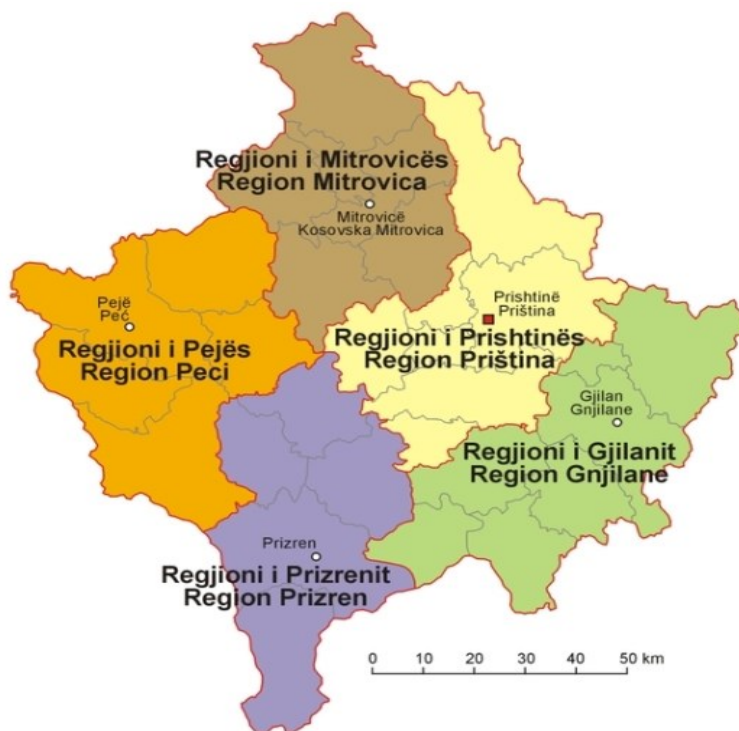 Regjioni i Mitrovicës
Region Mitrovica
Mitrovicë
Kosovska Mitrovica
Pejë
Peć
Regjioni i Pejës
Region Peci
Prishtinë
Priština
Regjioni i Prishtinës
Region Priština
Gjilan
Gnjilane
Regjioni i Gjilanit
Region Gnjilane
Prizren
Regjioni i Prizrenit
Region Prizren
0 10 20 30 40 50 km